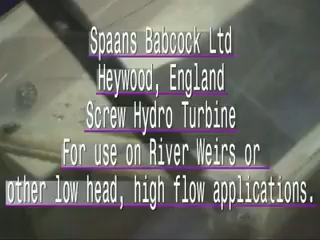 Spaans Babcock Ltd
Heywood, England
Screw Hydro Turbine
For use on River Weirs or
other low head, high flow applications.